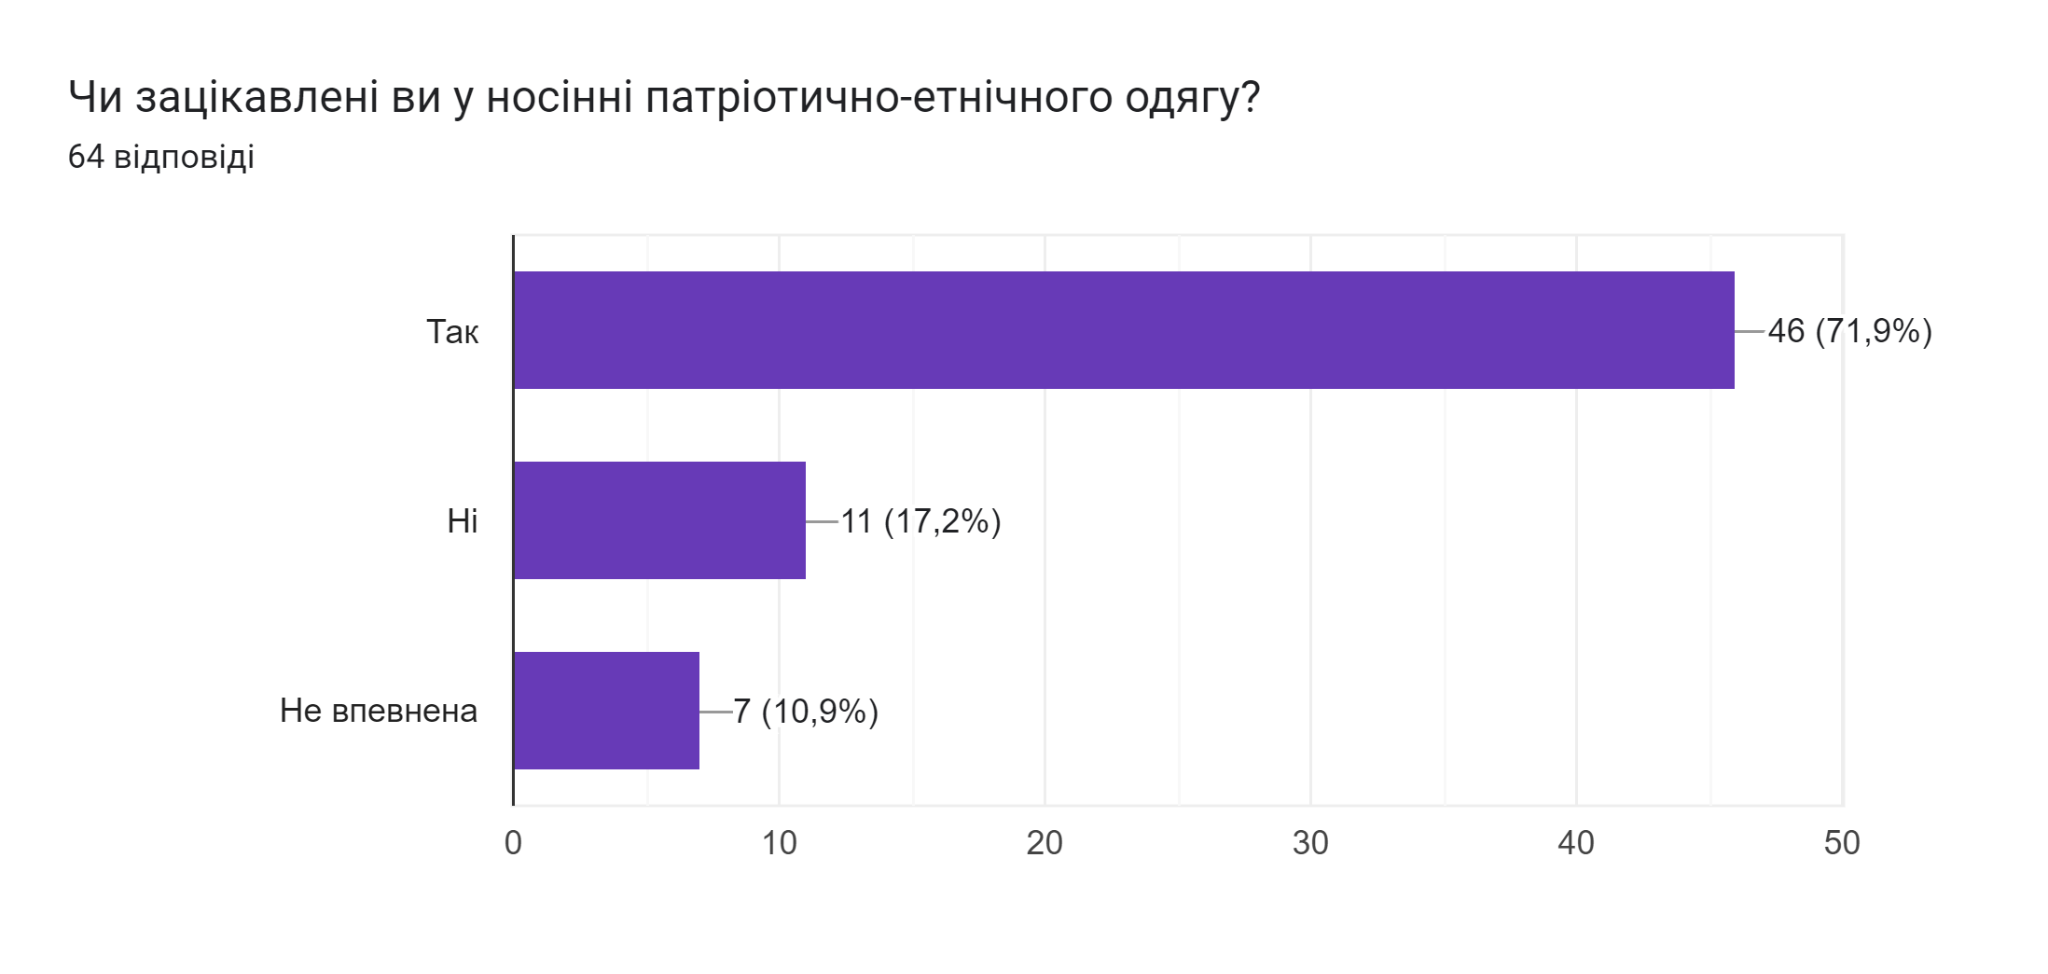 Чи зацікавлені ви у носінні патріотично-етнічного одягу?
64 відповіді
Так
46 (71,9%)
Ні
11 (17,2%)
Не впевнена
7 (10,9%)
0 10 20 30 40 50